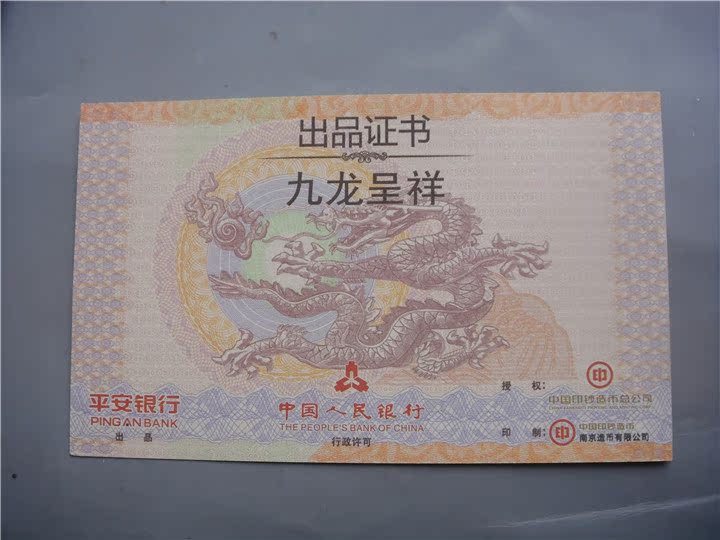 出品证书
九龙呈祥
授 权：
中国印钞造币总公司
平安银行
PING AN BANK
出 品
中国人民银行
THE PEOPLE'S BANK OF CHINA
行政许可
印 制：
中国印钞造币
南京造币有限公司